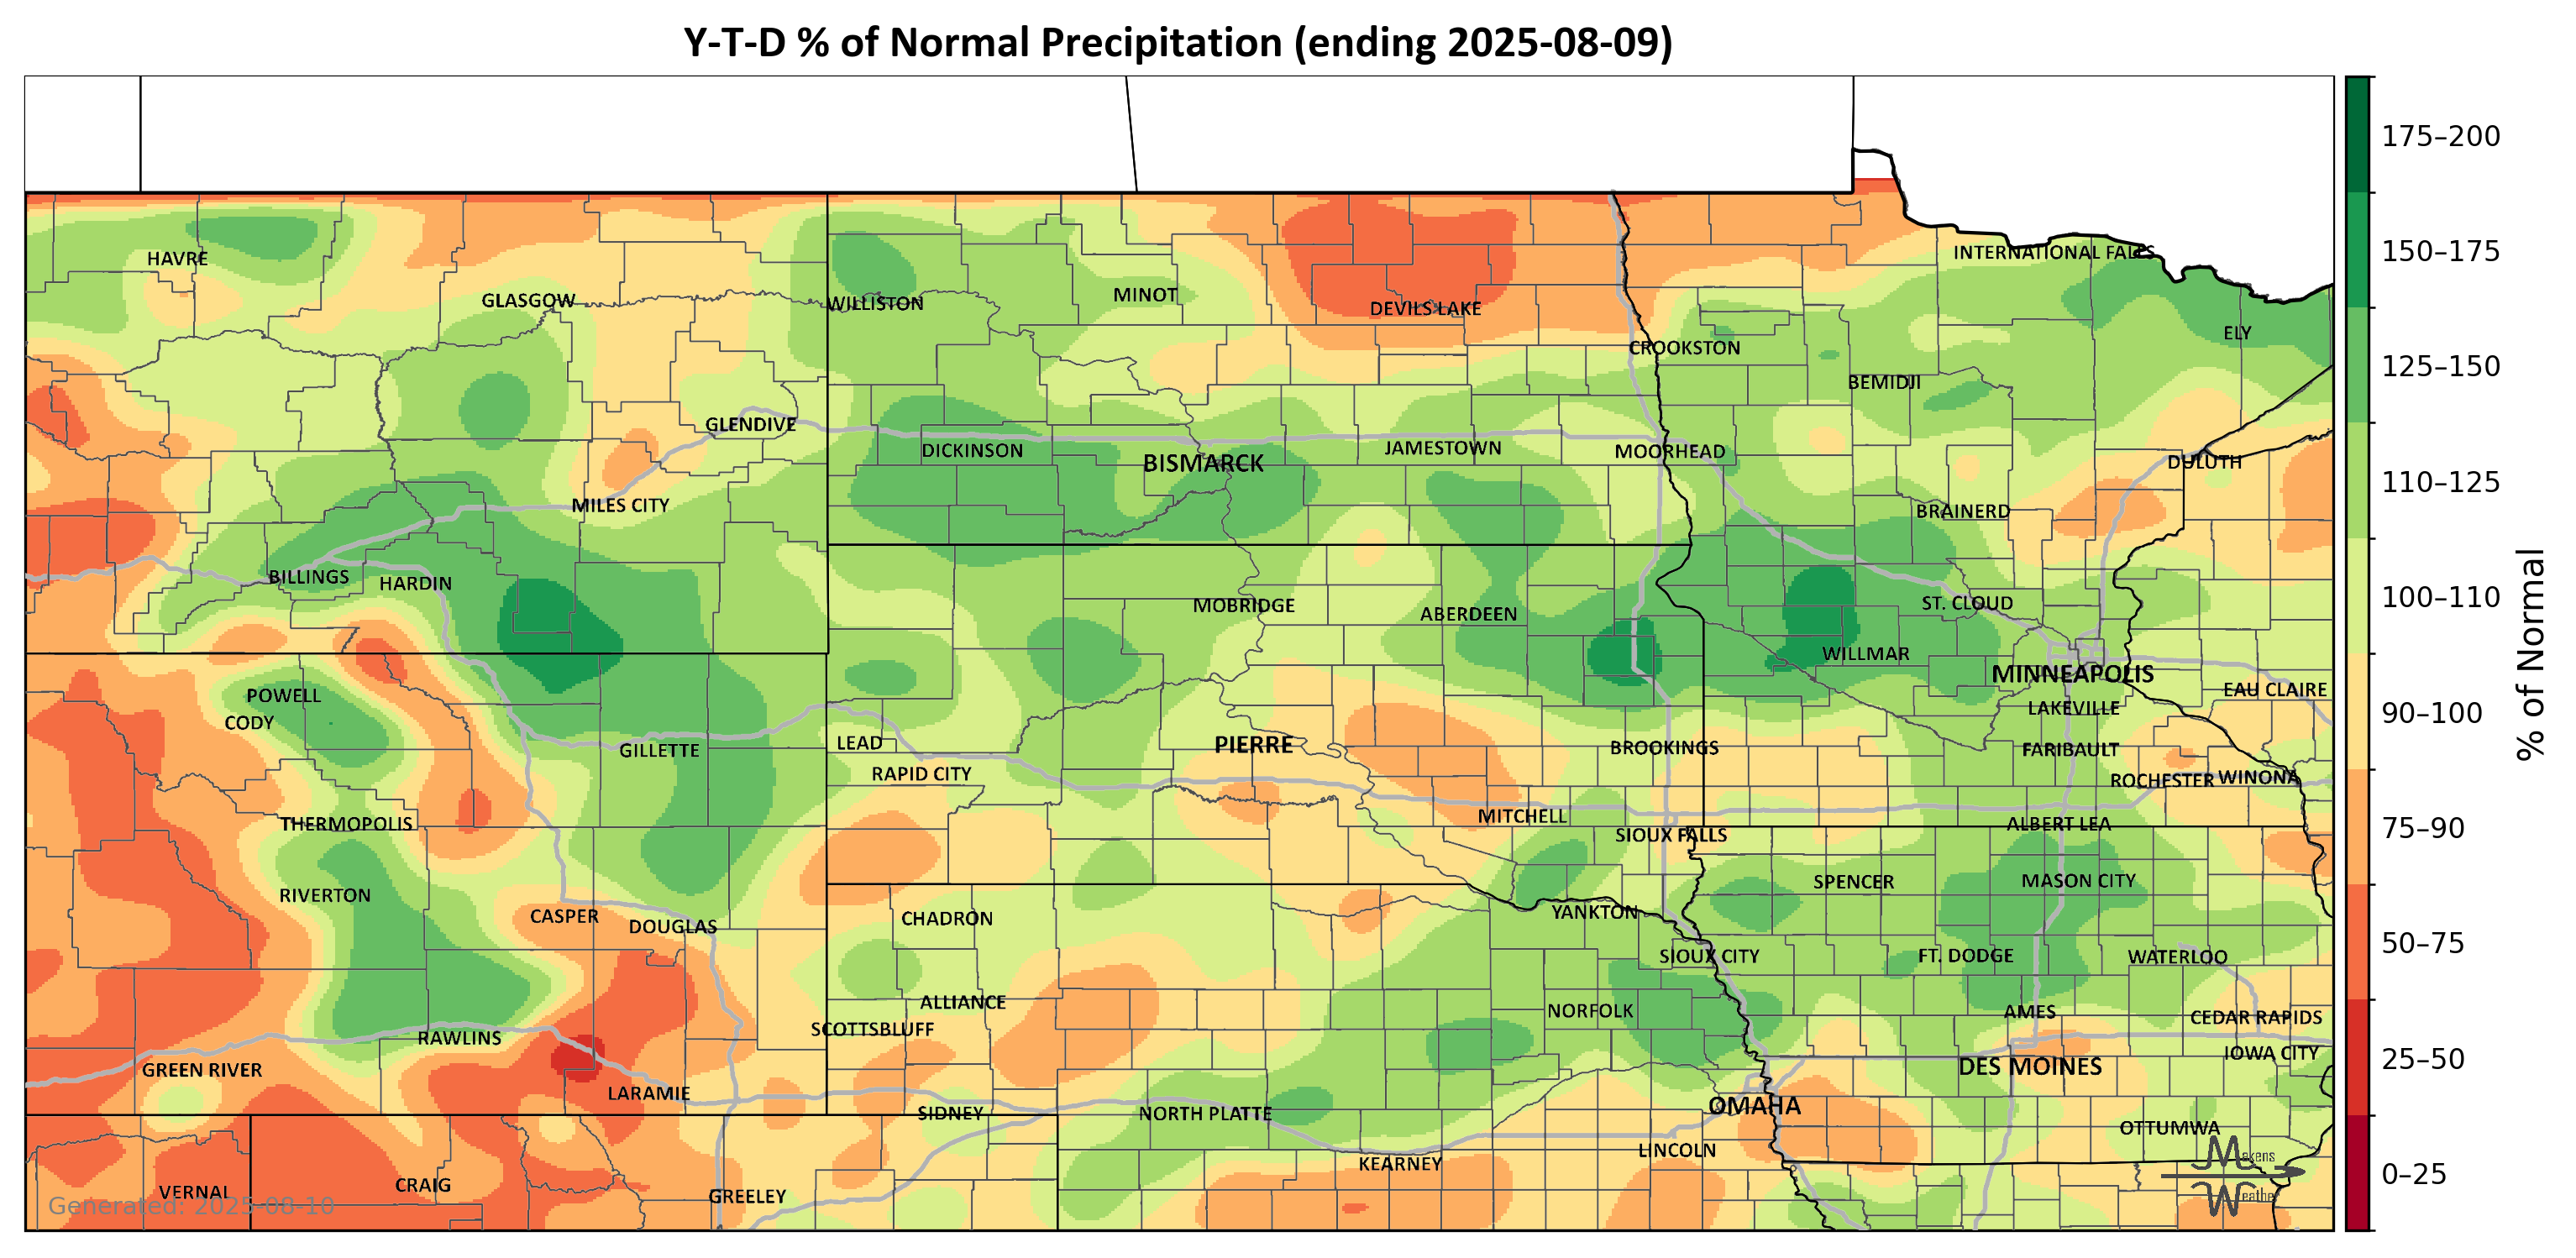 Y-T-D % of Normal Precipitation (ending 2025-08-09)
175–200
150–175
125–150
110–125
100–110
90–100
75–90
50–75
25–50
0–25
% of Normal
HAVRE
INTERNATIONAL FALLS
GLASGOW
WILLISTON
MINOT
DEVILS LAKE
ELY
CROOKSTON
BEMIDJI
GLENDIVE
DICKINSON
BISMARCK
JAMESTOWN
MOORHEAD
DULUTH
MILES CITY
BRAINERD
BILLINGS
HARDIN
MOBRIDGE
ABERDEEN
ST. CLOUD
WILLMAR
MINNEAPOLIS
POWELL
CODY
EAU CLAIRE
LAKEVILLE
GILLETTE
LEAD
PIERRE
BROOKINGS
FARIBAULT
RAPID CITY
ROCHESTER
WINONA
THERMOPOLIS
MITCHELL
SIOUX FALLS
ALBERT LEA
RIVERTON
SPENCER
MASON CITY
CASPER
DOUGLAS
CHADRON
YANKTON
SIOUX CITY
FT. DODGE
WATERLOO
ALLIANCE
NORFOLK
AMES
CEDAR RAPIDS
SCOTTSBLUFF
RAWLINS
IOWA CITY
GREEN RIVER
DES MOINES
LARAMIE
SIDNEY
NORTH PLATTE
OMAHA
OTTUMWA
LINCOLN
KEARNEY
VERNAL
CRAIG
GREELEY
Generated: 2025-08-10
Makens
Weather